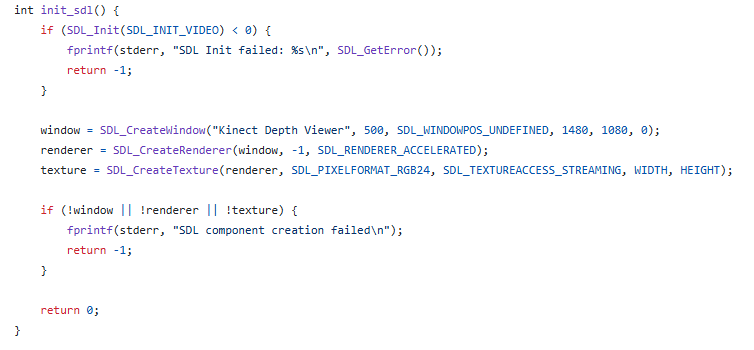 int init_sdl() {
    if (SDL_Init(SDL_INIT_VIDEO) < 0) {
        fprintf(stderr, "SDL Init failed: %s\n", SDL_GetError());
        return -1;
    }

    window = SDL_CreateWindow("Kinect Depth Viewer", 500, SDL_WINDOWPOS_UNDEFINED, 1480, 1080, 0);
    renderer = SDL_CreateRenderer(window, -1, SDL_RENDERER_ACCELERATED);
    texture = SDL_CreateTexture(renderer, SDL_PIXELFORMAT_RGB24, SDL_TEXTUREACCESS_STREAMING, WIDTH, HEIGHT);

    if (!window || !renderer || !texture) {
        fprintf(stderr, "SDL component creation failed\n");
        return -1;
    }

    return 0;
}